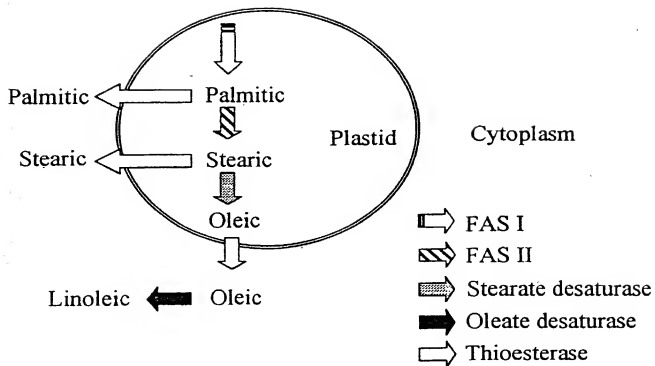 Palmitic
Palmitic
Plastid
Cytoplasm
Stearic
Stearic
Oleic
Linoleic
Oleic
FAS I
FAS II
Stearate desaturase
Oleate desaturase
Thioesterase